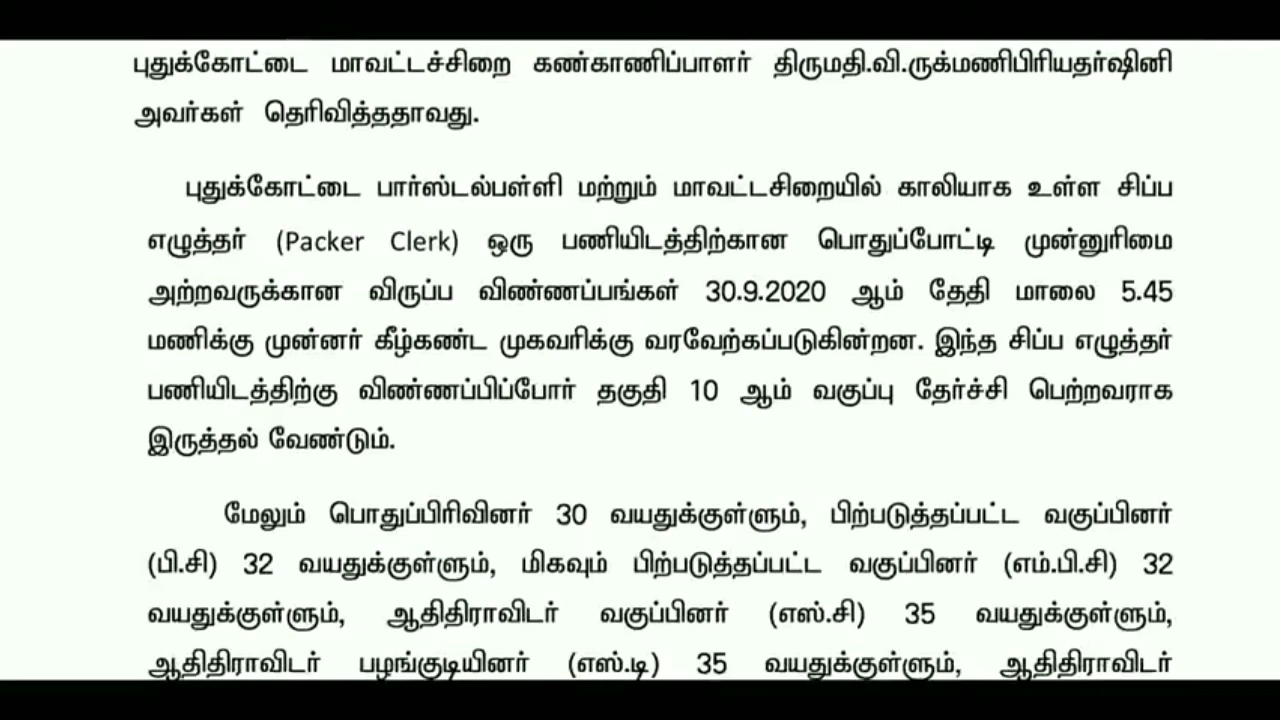 புதுக்கோட்டை மாவட்டச்சிறை கண்காணிப்பாளர் திருமதி.வி.ருக்மணிபிரியதர்ஷினி
அவர்கள் தெரிவித்ததாவது.
புதுக்கோட்டை பார்ஸ்டல்பள்ளி மற்றும் மாவட்டசிறையில் காலியாக உள்ள சிப்ப
எழுத்தர் (Packer Clerk) ஒரு பணியிடத்திற்கான பொதுப்போட்டி முன்னுரிமை
அற்றவருக்கான விருப்ப விண்ணப்பங்கள் 30.9.2020 ஆம் தேதி மாலை 5.45
மணிக்கு முன்னர் கீழ்கண்ட முகவரிக்கு வரவேற்கப்படுகின்றன. இந்த சிப்ப எழுத்தர்
பணியிடத்திற்கு விண்ணப்பிப்போர் தகுதி 10 ஆம் வகுப்பு தேர்ச்சி பெற்றவராக
இருத்தல் வேண்டும்.
மேலும் பொதுப்பிரிவினர் 30 வயதுக்குள்ளும், பிற்படுத்தப்பட்ட வகுப்பினர்
(பி.சி) 32 வயதுக்குள்ளும், மிகவும் பிற்படுத்தப்பட்ட வகுப்பினர் (எம்.பி.சி) 32
வயதுக்குள்ளும், ஆதிதிராவிடர் வகுப்பினர் (எஸ்.சி) 35 வயதுக்குள்ளும்,
ஆதிதிராவிடர் பழங்குடியினர் (எஸ்.டி) 35 வயதுக்குள்ளும், ஆதிதிராவிடர்